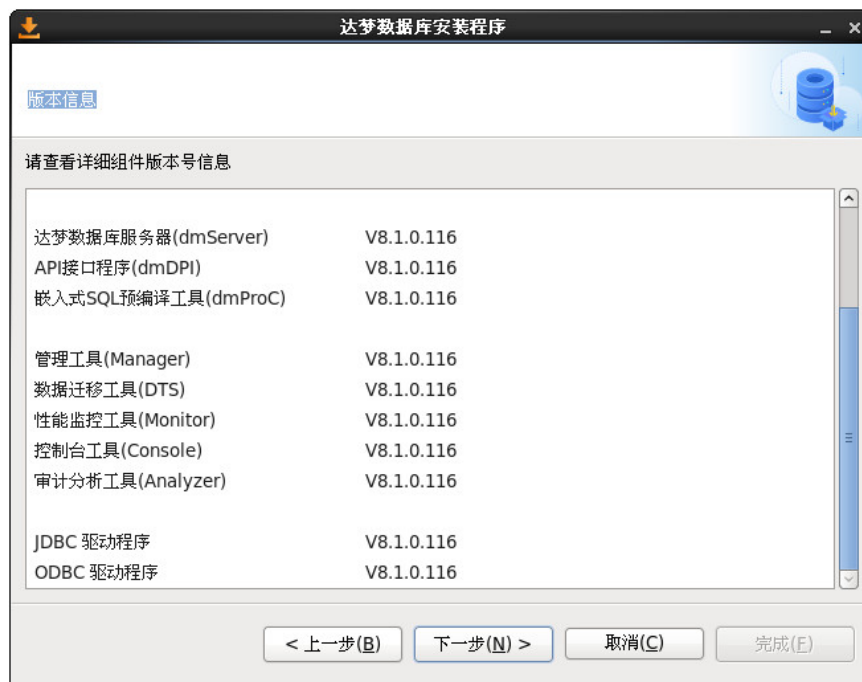 达梦数据库安装程序
版本信息
请查看详细组件版本号信息
达梦数据库服务器(dmServer) V8.1.0.116
API接口程序(dmDPI) V8.1.0.116
嵌入式SQL预编译工具(dmProC) V8.1.0.116
管理工具(Manager) V8.1.0.116
数据迁移工具(DTS) V8.1.0.116
性能监控工具(Monitor) V8.1.0.116
控制台工具(Console) V8.1.0.116
审计分析工具(Analyzer) V8.1.0.116
JDBC 驱动程序 V8.1.0.116
ODBC 驱动程序 V8.1.0.116
< 上一步(B) 下一步(N) > 取消(C) 完成(F)